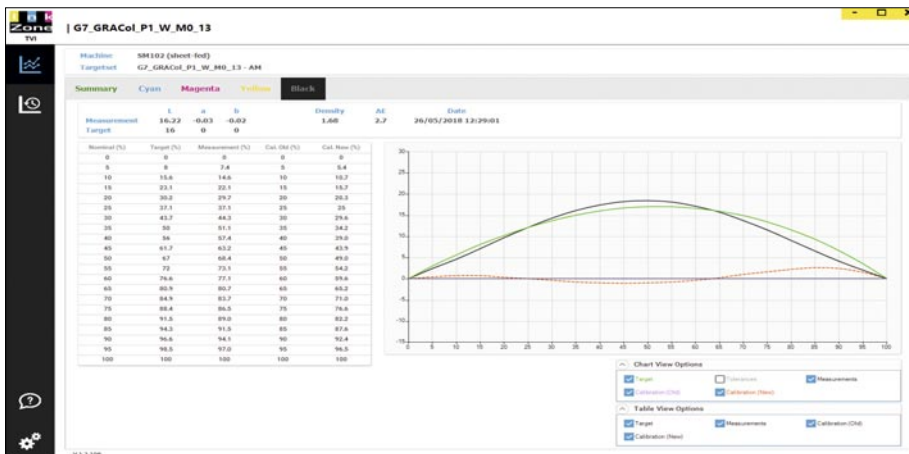 Ink
Zone
TVI
| G7_GRACol_P1_W_M0_13
Machine SM102 (sheet-fed)
Targetset G7_GRACol_P1_W_M0_13 - AM
Summary Cyan Magenta Yellow Black
L a b Density ΔE Date
Measurement 16.22 -0.03 -0.02 1.68 2.7 26/05/2018 12:29:01
Target 16 0 0
Nominal (%) Target (%) Measurement (%) Cal. Old (%) Cal. New (%)
0 0 0 0 0
5 8 7.4 5 5.4
10 15.6 14.6 10 10.7
15 23.1 22.1 15 15.7
20 30.2 29.7 20 20.3
25 37.1 37.1 25 25
30 43.7 44.3 30 29.6
35 50 51.1 35 34.2
40 56 57.4 40 39.0
45 61.7 63.2 45 43.9
50 67 68.4 50 49.0
55 72 73.1 55 54.2
60 76.6 77.1 60 59.6
65 80.9 80.7 65 65.2
70 84.9 83.7 70 71.0
75 88.4 86.5 75 76.6
80 91.5 89.0 80 82.2
85 94.3 91.5 85 87.6
90 96.6 94.1 90 92.4
95 98.5 97.0 95 96.5
100 100 100 100 100
30
25
20
15
10
5
0
-5
-10
-15
0 5 10 15 20 25 30 35 40 45 50 55 60 65 70 75 80 85 90 95 100
Chart View Options
Target Tolerances Measurements
Calibration (Old) Calibration (New)
Table View Options
Target Measurements Calibration (Old)
Calibration (New)